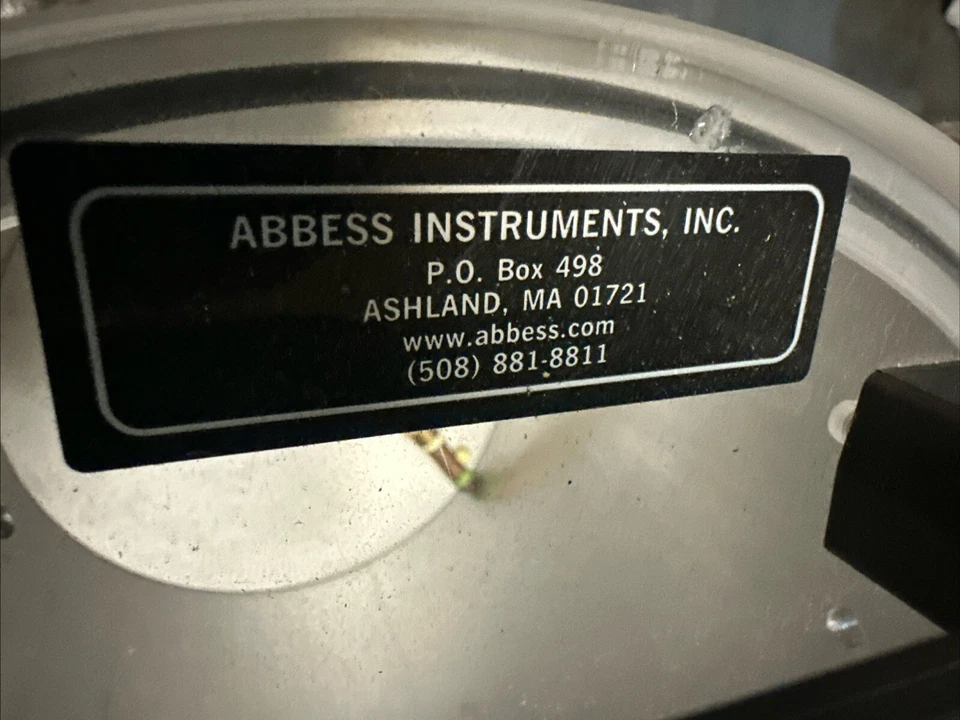 ABBESS INSTRUMENTS, INC.
P.O. Box 498
ASHLAND, MA 01721
www.abbess.com
(508) 881-8811